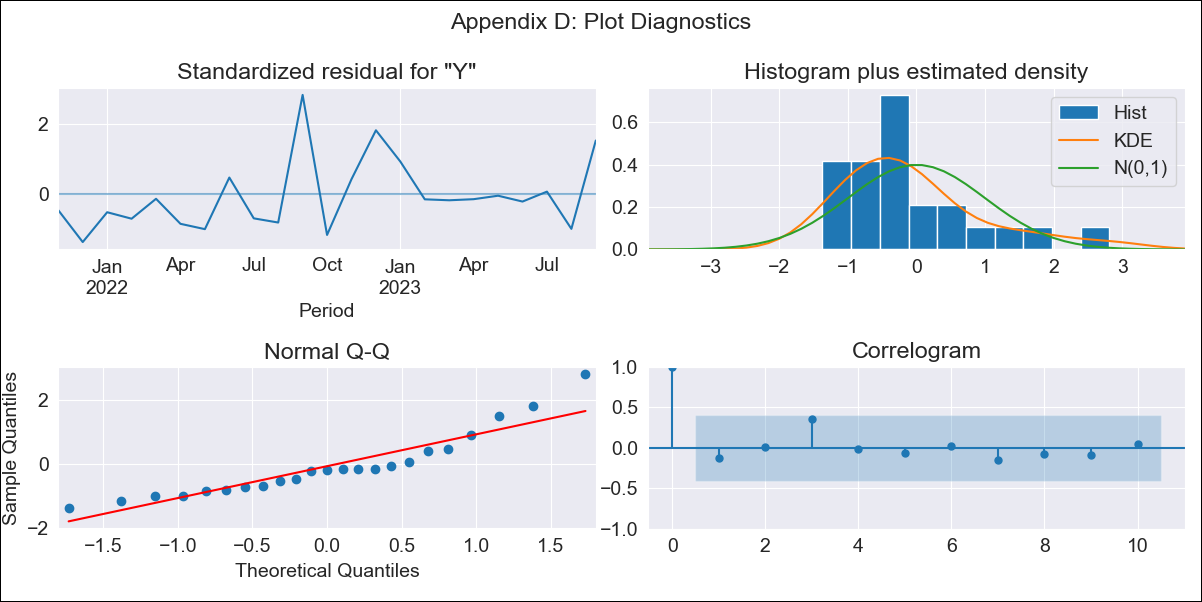 Appendix D: Plot Diagnostics
Standardized residual for "Y"
2
0
Jan
2022
Apr
Jul
Oct
Jan
2023
Apr
Jul
Period
Histogram plus estimated density
0.6
0.4
0.2
0.0
Hist
KDE
N(0,1)
−3
−2
−1
0
1
2
3
Normal Q-Q
Sample Quantiles
2
0
−2
−1.5
−1.0
−0.5
0.0
0.5
1.0
1.5
Theoretical Quantiles
Correlogram
1.0
0.5
0.0
−0.5
−1.0
0
2
4
6
8
10